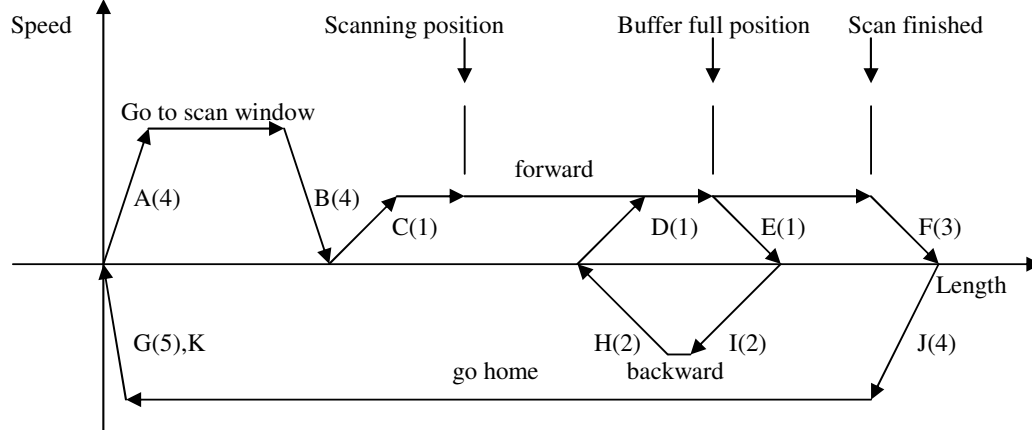 Speed
Scanning position
Buffer full position
Scan finished
Go to scan window
forward
A(4)
B(4)
C(1)
D(1)
E(1)
F(3)
Length
G(5),K
H(2)
I(2)
J(4)
go home
backward